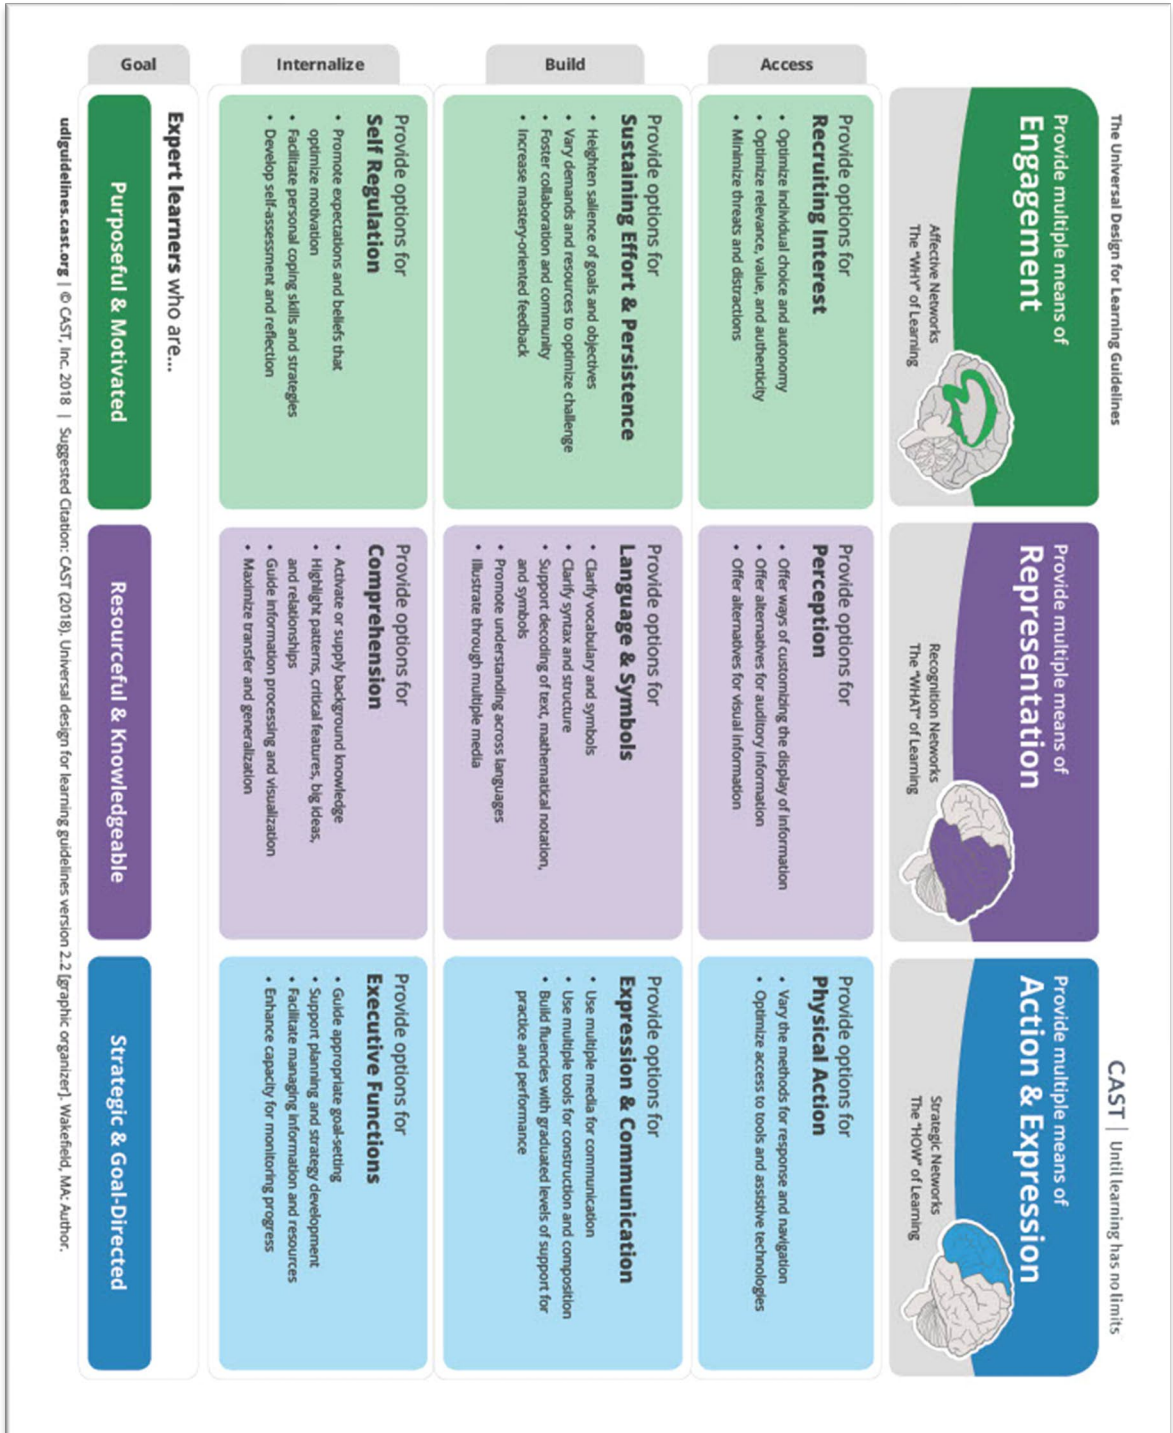 The Universal Design for Learning Guidelines
CAST | Until learning has no limits
Provide multiple means of
Engagement
Affective Networks
The "WHY" of Learning
Provide multiple means of
Representation
Recognition Networks
The "WHAT" of Learning
Provide multiple means of
Action & Expression
Strategic Networks
The "HOW" of Learning
Access
Provide options for
Recruiting Interest
• Optimize individual choice and autonomy
• Optimize relevance, value, and authenticity
• Minimize threats and distractions
Provide options for
Perception
• Offer ways of customizing the display of information
• Offer alternatives for auditory information
• Offer alternatives for visual information
Provide options for
Physical Action
• Vary the methods for response and navigation
• Optimize access to tools and assistive technologies
Build
Provide options for
Sustaining Effort & Persistence
• Heighten salience of goals and objectives
• Vary demands and resources to optimize challenge
• Foster collaboration and community
• Increase mastery-oriented feedback
Provide options for
Language & Symbols
• Clarify vocabulary and symbols
• Clarify syntax and structure
• Support decoding of text, mathematical notation,
and symbols
• Promote understanding across languages
• Illustrate through multiple media
Provide options for
Expression & Communication
• Use multiple media for communication
• Use multiple tools for construction and composition
• Build fluencies with graduated levels of support for
practice and performance
Internalize
Provide options for
Self Regulation
• Promote expectations and beliefs that
optimize motivation
• Facilitate personal coping skills and strategies
• Develop self-assessment and reflection
Provide options for
Comprehension
• Activate or supply background knowledge
• Highlight patterns, critical features, big ideas,
and relationships
• Guide information processing and visualization
• Maximize transfer and generalization
Provide options for
Executive Functions
• Guide appropriate goal-setting
• Support planning and strategy development
• Facilitate managing information and resources
• Enhance capacity for monitoring progress
Goal
Expert learners who are...
Purposeful & Motivated
Resourceful & Knowledgeable
Strategic & Goal-Directed
udlguidelines.cast.org | © CAST, Inc. 2018 | Suggested Citation: CAST (2018). Universal design for learning guidelines version 2.2 [graphic organizer]. Wakefield, MA: Author.